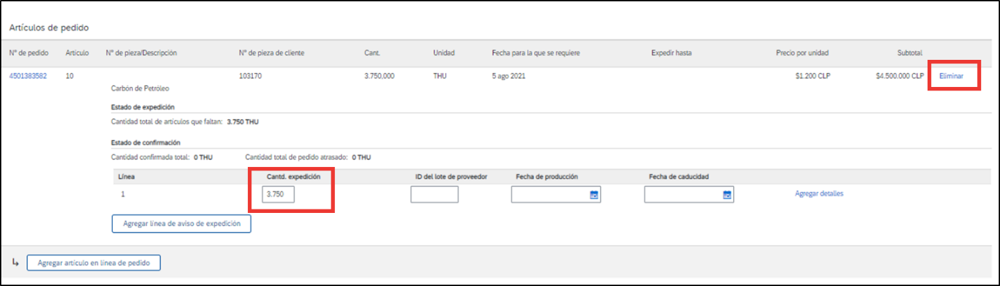 Artículos de pedido
Nº de pedido Artículo Nº de pieza/Descripción Nº de pieza de cliente Cant. Unidad Fecha para la que se requiere Expedir hasta Precio por unidad Subtotal
4501383582 10 103170 3.750,000 THU 5 ago 2021 $1.200 CLP $4.500.000 CLP Eliminar
Carbón de Petróleo
Estado de expedición
Cantidad total de artículos que faltan: 3.750 THU
Estado de confirmación
Cantidad confirmada total: 0 THU Cantidad total de pedido atrasado: 0 THU
Línea Cantd. expedición ID del lote de proveedor Fecha de producción Fecha de caducidad
1 3.750 Agregar detalles
Agregar línea de aviso de expedición
Agregar artículo en línea de pedido